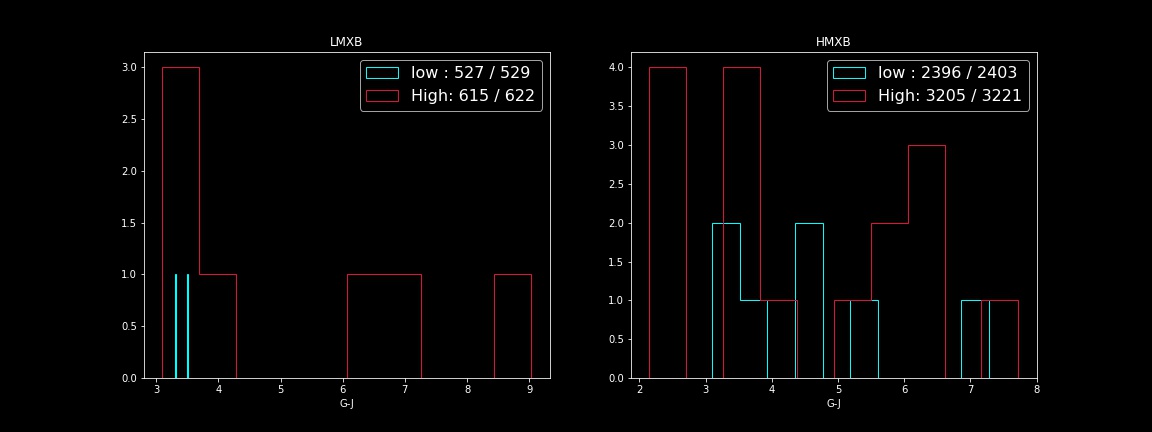 LMXB
low : 527 / 529
High: 615 / 622
3.0
2.5
2.0
1.5
1.0
0.5
0.0
3 4 5 6 7 8 9
G-J
HMXB
low : 2396 / 2403
High: 3205 / 3221
4.0
3.5
3.0
2.5
2.0
1.5
1.0
0.5
0.0
2 3 4 5 6 7 8
G-J